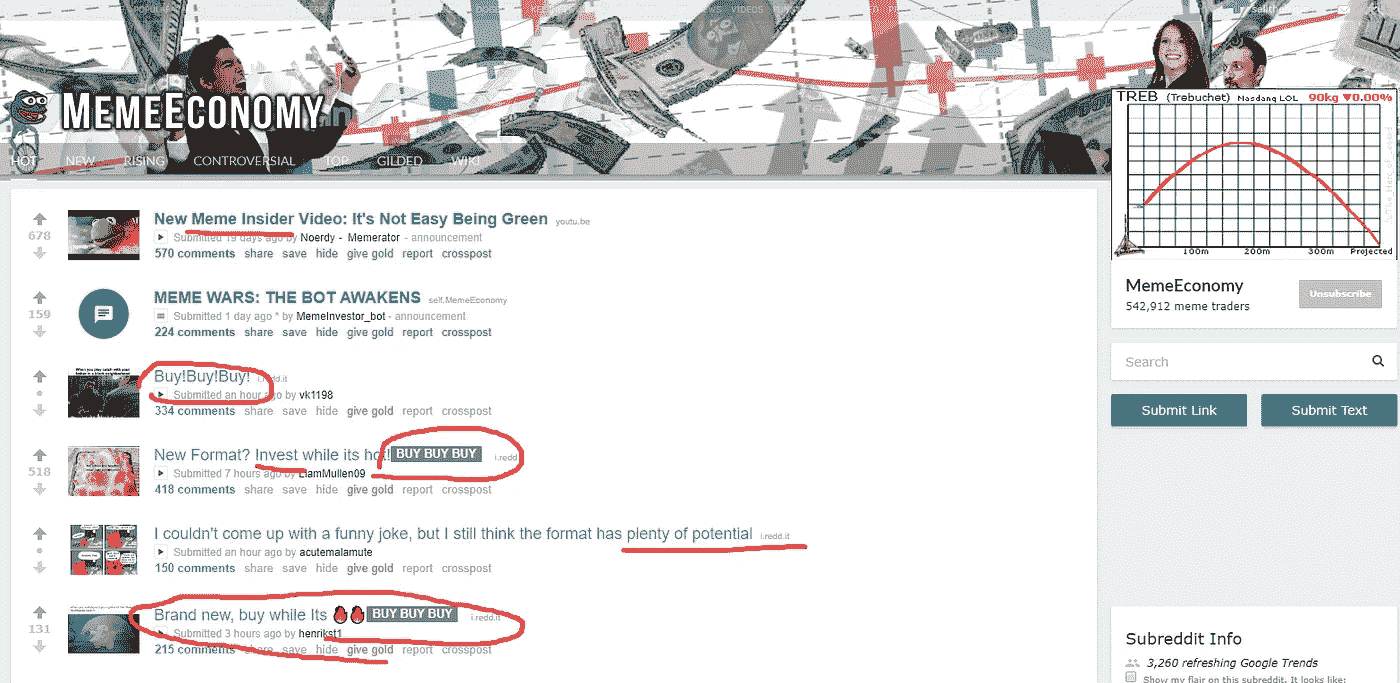 MEMEECONOMY
HOT NEW RISING CONTROVERSIAL TOP GILDED WIKI
678
New Meme Insider Video: It's Not Easy Being Green youtu.be
Submitted 19 days ago by Noerdy - Memerator - announcement
570 comments share save hide give gold report crosspost
159
MEME WARS: THE BOT AWAKENS self.MemeEconomy
Submitted 1 day ago * by MemeInvestor_bot - announcement
224 comments share save hide give gold report crosspost
Buy!Buy!Buy! i.redd.it
Submitted an hour ago by vk1198
334 comments share save hide give gold report crosspost
518
New Format? Invest while its hot! BUY BUY BUY i.redd
Submitted 7 hours ago by LiamMullen09
418 comments share save hide give gold report crosspost
I couldn't come up with a funny joke, but I still think the format has plenty of potential i.redd.it
Submitted an hour ago by acutemalamute
150 comments share save hide give gold report crosspost
131
Brand new, buy while Its 🔥🔥 BUY BUY BUY i.redd.it
Submitted 3 hours ago by henrikst1
215 comments share save hide give gold report crosspost
TREB (Trebuchet) Nasdang LOL 90kg ▼0.00%
100m 200m 300m Projected
MemeEconomy
542,912 meme traders
Unsubscribe
Search
Submit Link Submit Text
Subreddit Info
3,260 refreshing Google Trends
Show my flair on this subreddit. It looks like: